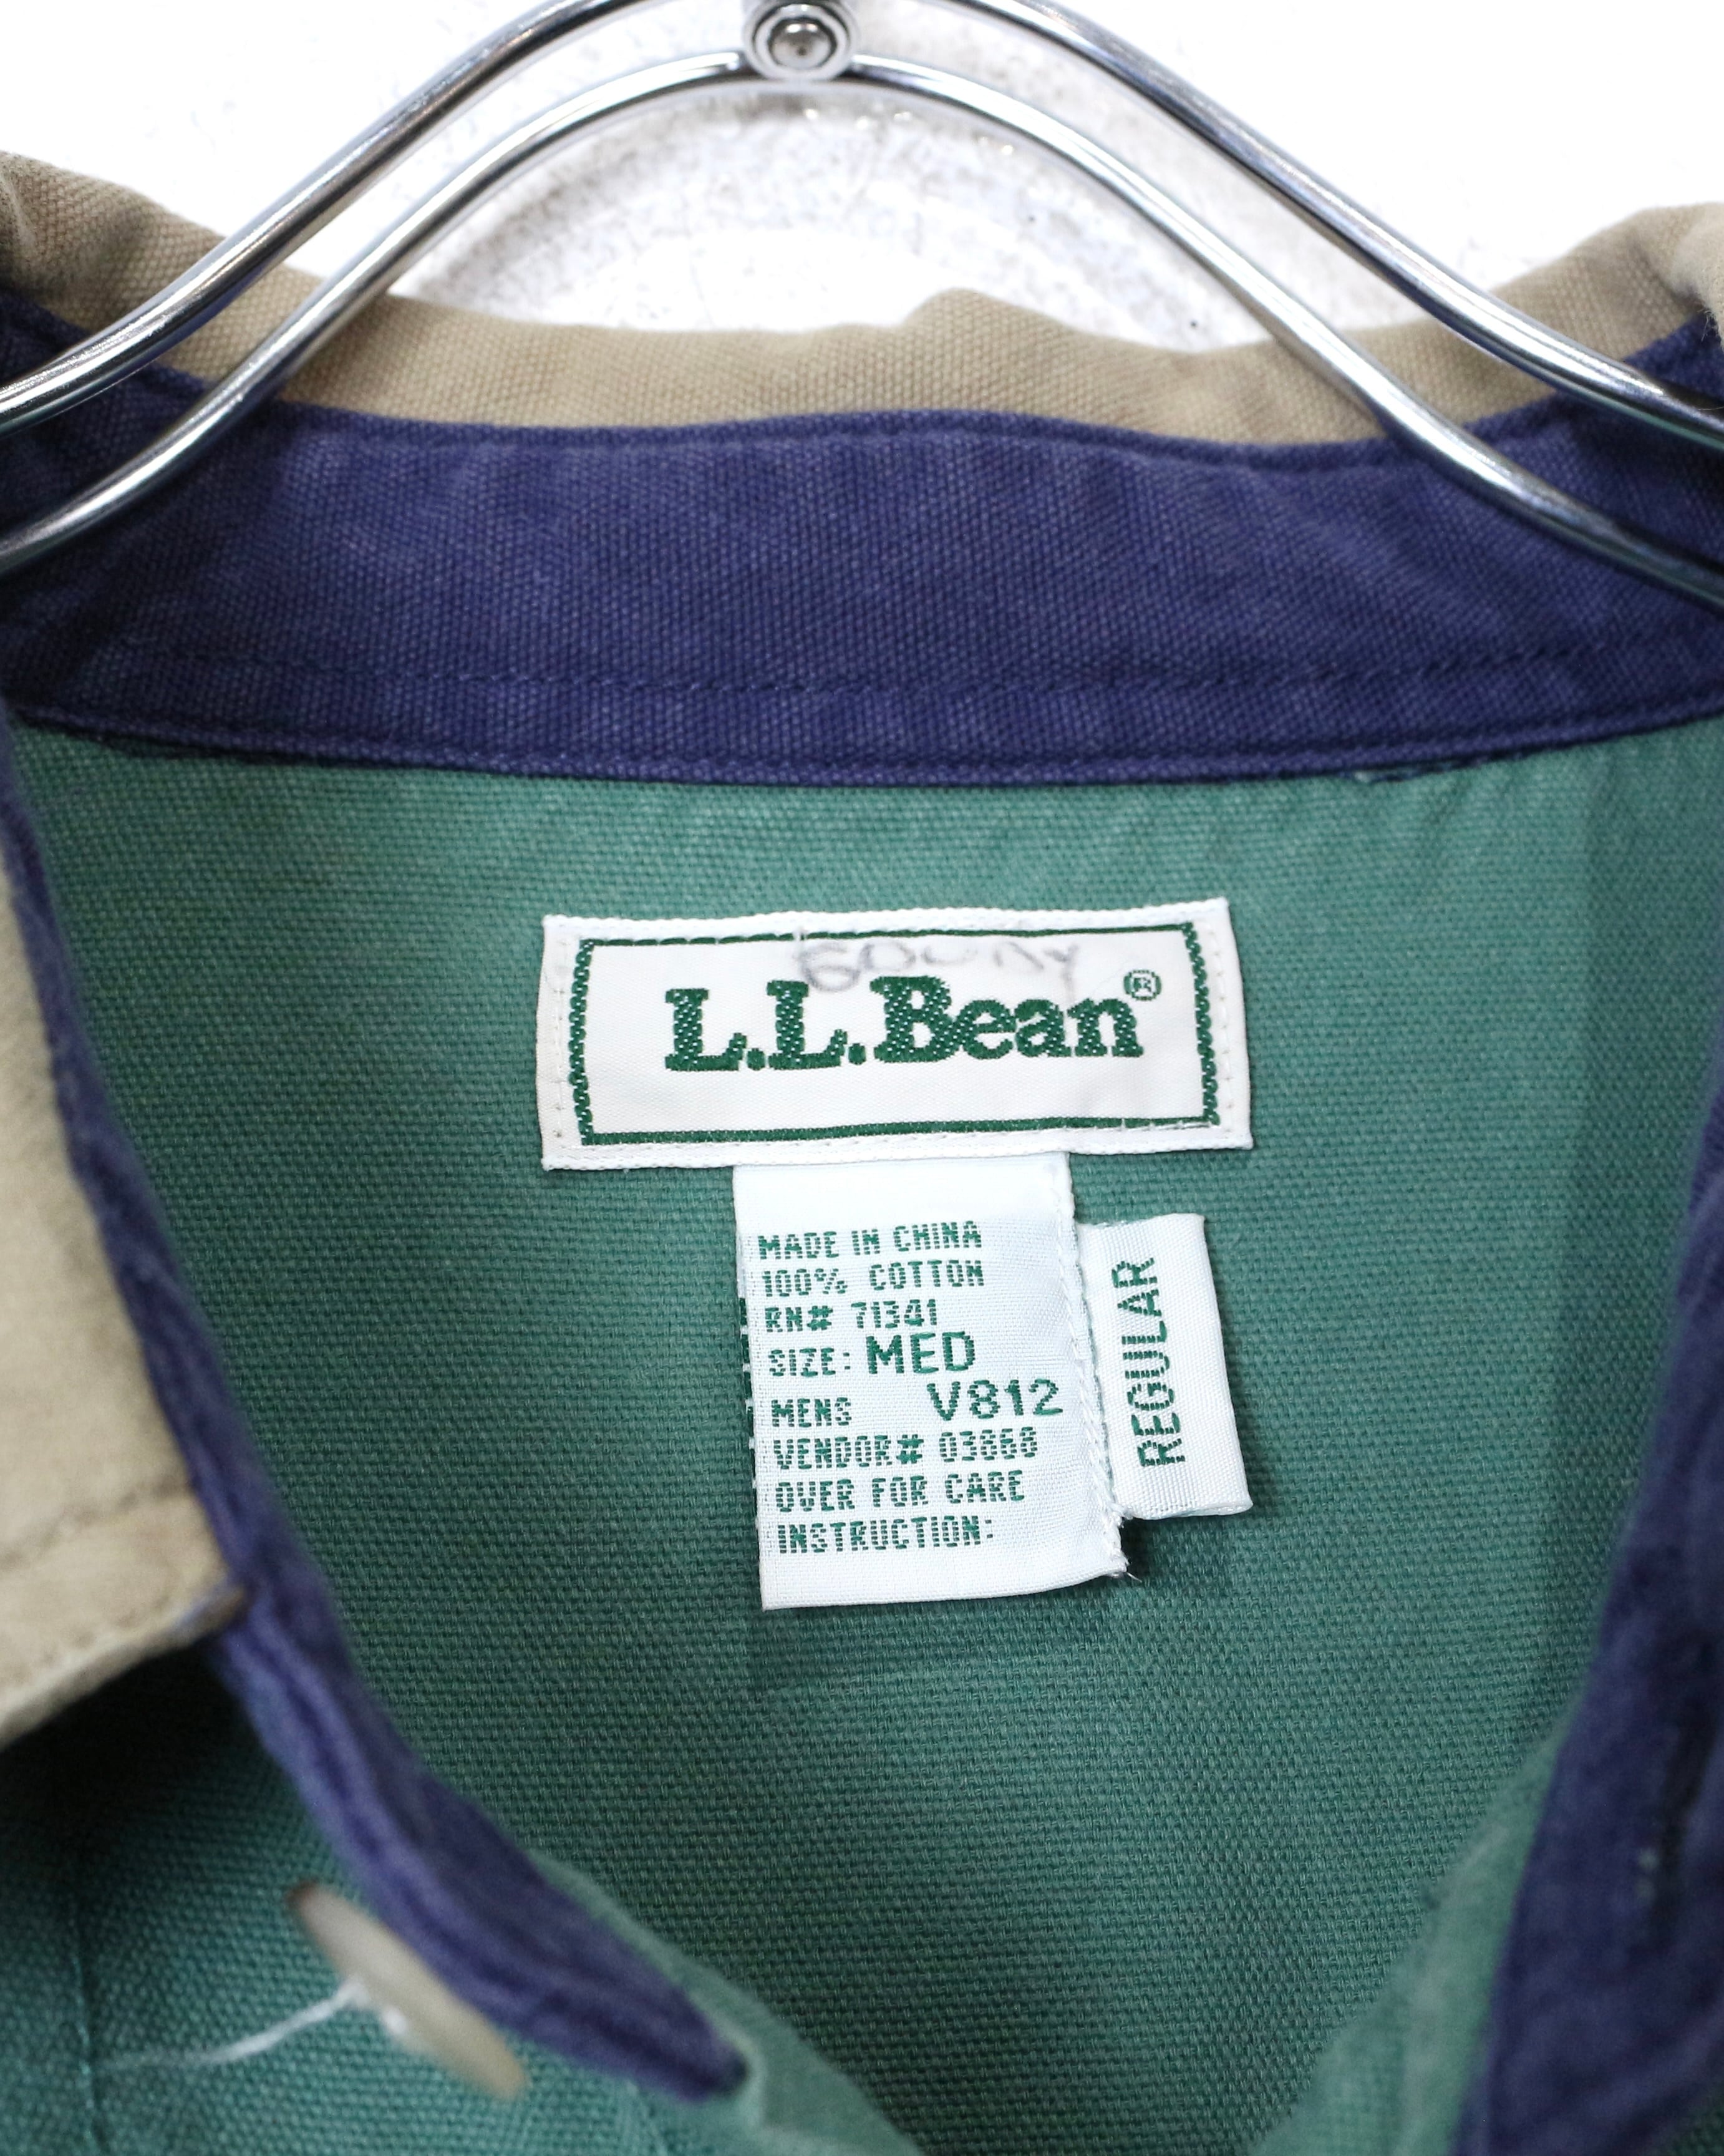 L.L.Bean®
MADE IN CHINA
100% COTTON
RN# 71341
SIZE: MED
MENS V812
VENDOR# 03668
OVER FOR CARE
INSTRUCTION:
REGULAR